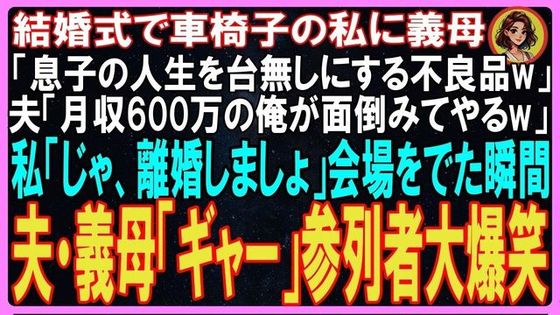 結婚式で車椅子の私に義母
「息子の人生を台無しにする不良品w」
夫「月収600万の俺が面倒みてやるw」
私「じゃ、離婚しましょ」会場をでた瞬間
夫・義母「ギャー」参列者大爆笑